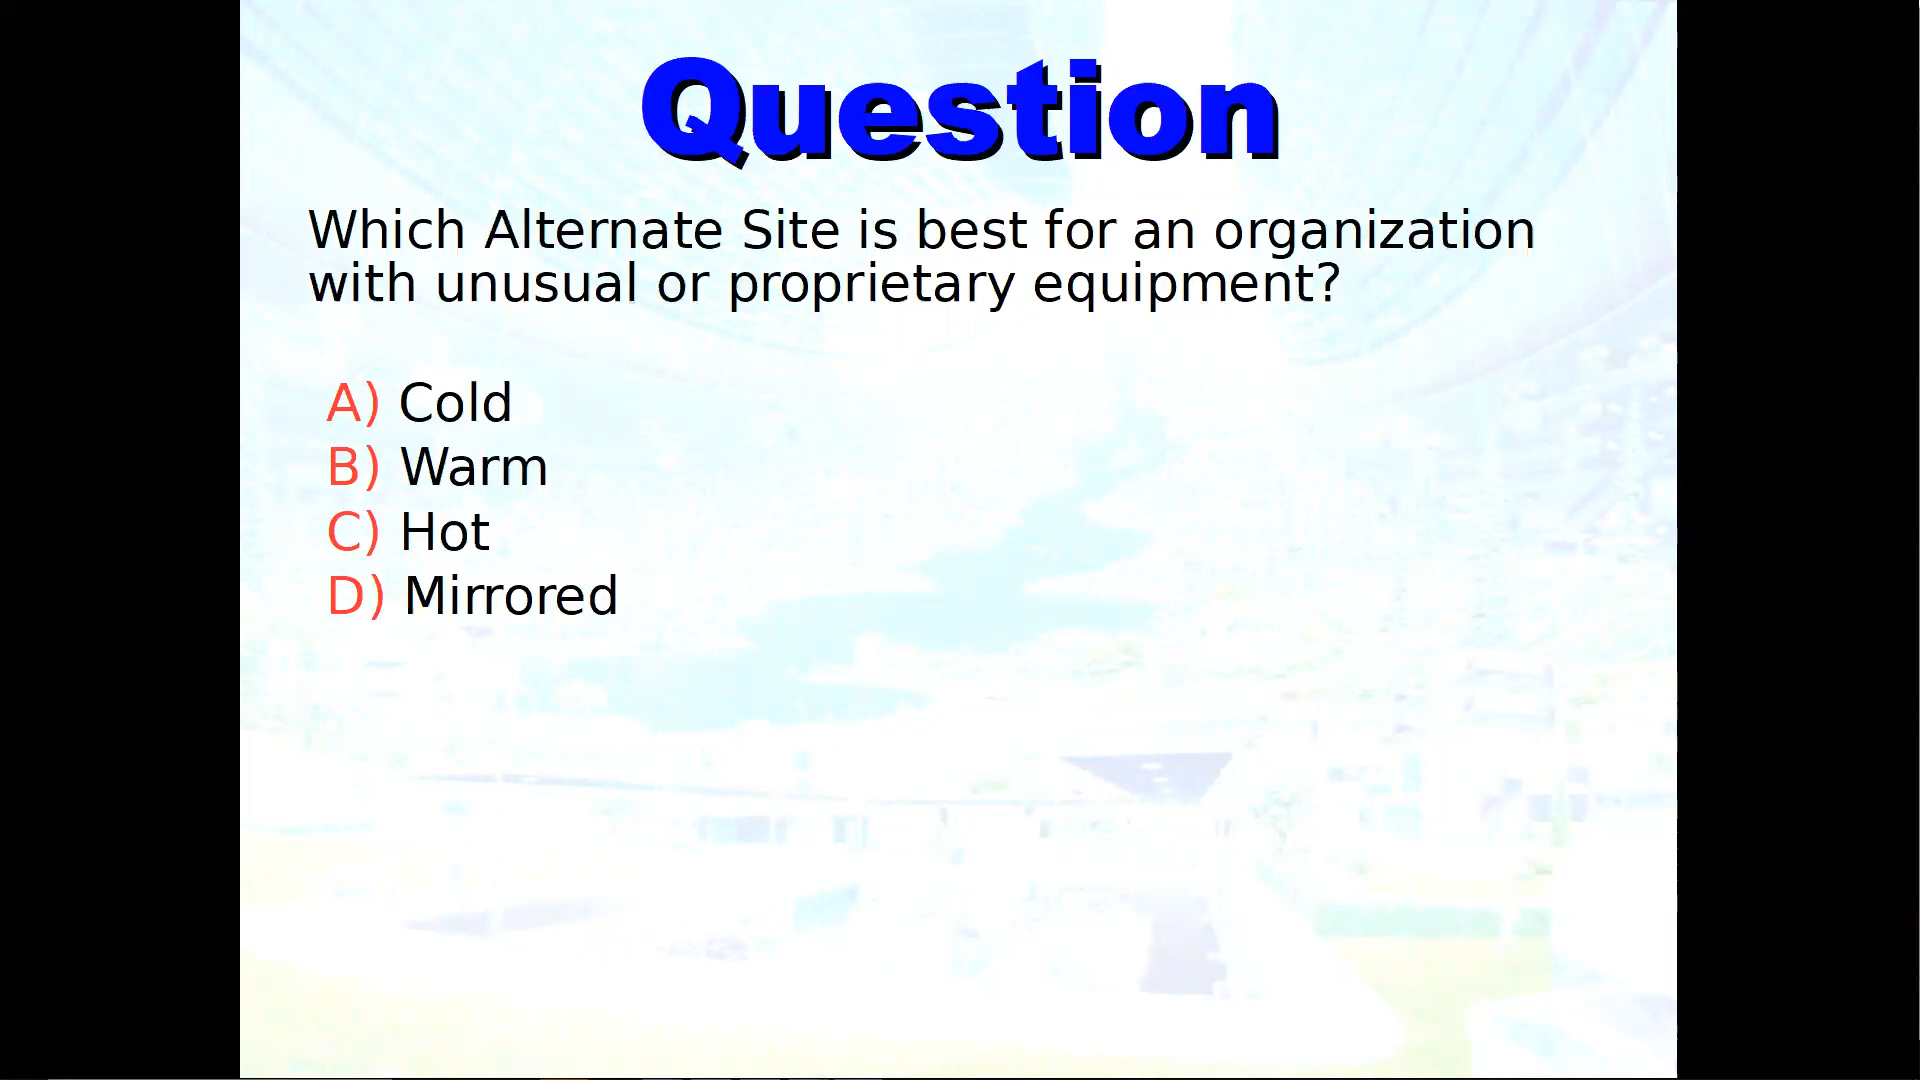 Question
Which Alternate Site is best for an organization
with unusual or proprietary equipment?
A) Cold
B) Warm
C) Hot
D) Mirrored